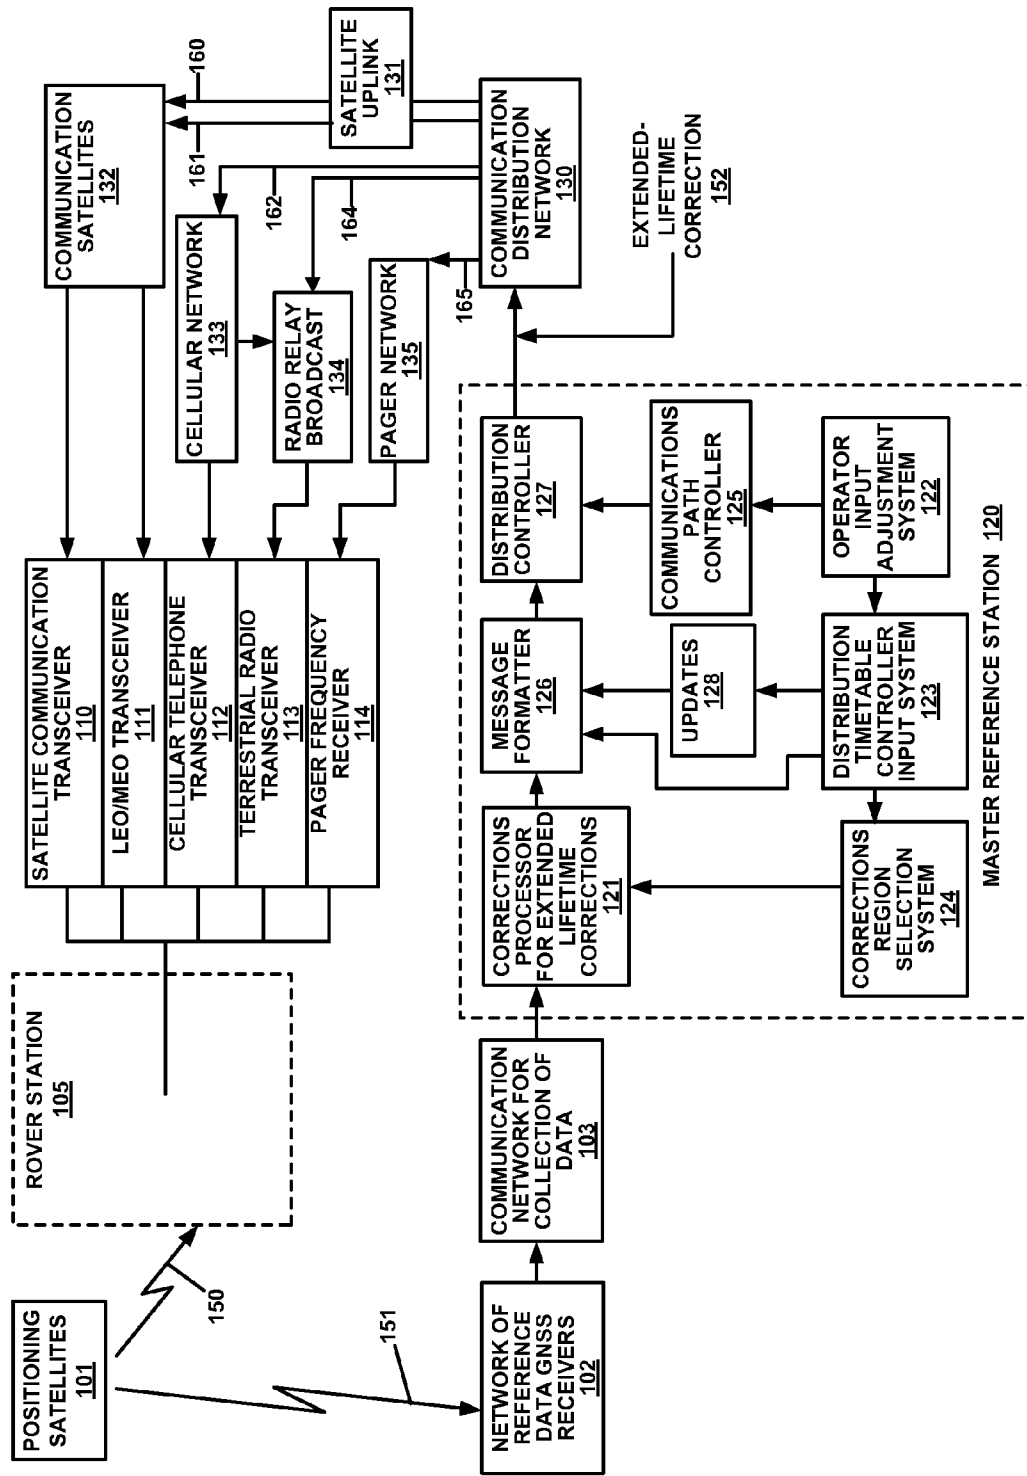 POSITIONING
SATELLITES
101
150
151
ROVER STATION
105
SATELLITE COMMUNICATION
TRANSCEIVER
110
LEO/MEO TRANSCEIVER
111
CELLULAR TELEPHONE
TRANSCEIVER
112
TERRESTRIAL RADIO
TRANSCEIVER
113
PAGER FREQUENCY
RECEIVER
114
COMMUNICATION
SATELLITES
132
CELLULAR NETWORK
133
RADIO RELAY
BROADCAST
134
PAGER NETWORK
135
160
161
162
164
165
SATELLITE
UPLINK
131
COMMUNICATION
DISTRIBUTION
NETWORK
130
EXTENDED-
LIFETIME
CORRECTION
152
NETWORK OF
REFERENCE
DATA GNSS
RECEIVERS
102
COMMUNICATION
NETWORK FOR
COLLECTION OF
DATA
103
CORRECTIONS
PROCESSOR
FOR EXTENDED
LIFETIME
CORRECTIONS
121
MESSAGE
FORMATTER
126
DISTRIBUTION
CONTROLLER
127
UPDATES
128
COMMUNICATIONS
PATH
CONTROLLER
125
CORRECTIONS
REGION
SELECTION
SYSTEM
124
DISTRIBUTION
TIMETABLE
CONTROLLER
INPUT SYSTEM
123
OPERATOR
INPUT
ADJUSTMENT
SYSTEM
122
MASTER REFERENCE STATION 120